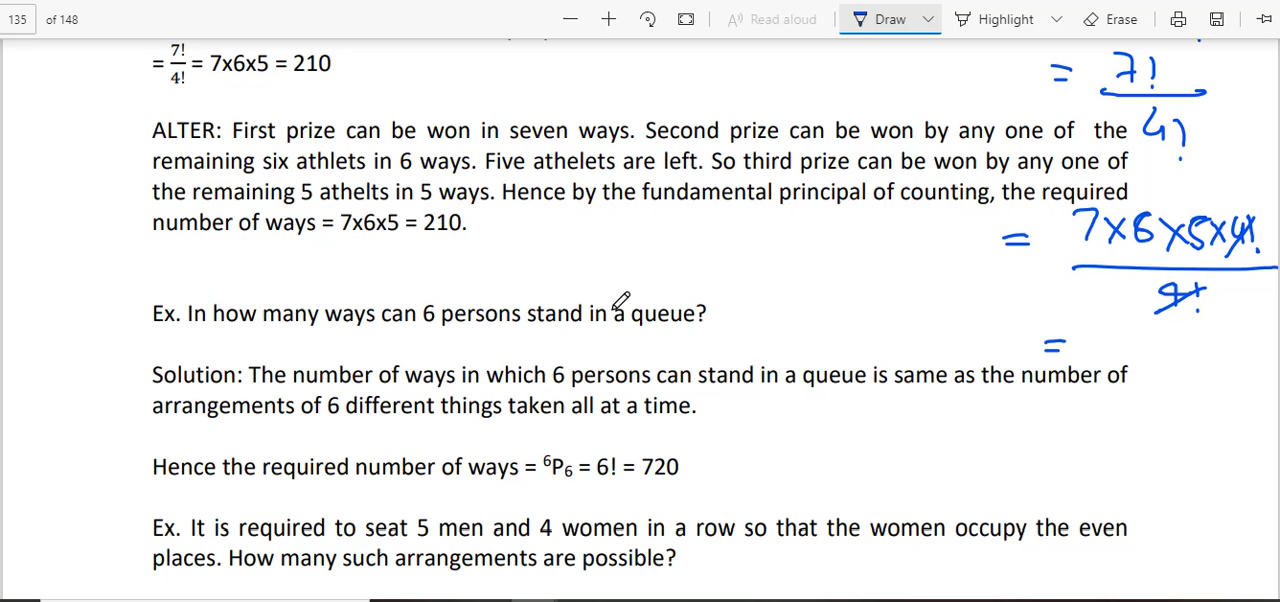 135 of 148 Read aloud Draw Highlight Erase
= 7!/4! = 7x6x5 = 210
= 7!/4!
ALTER: First prize can be won in seven ways. Second prize can be won by any one of the
remaining six athlets in 6 ways. Five athelets are left. So third prize can be won by any one of
the remaining 5 athelts in 5 ways. Hence by the fundamental principal of counting, the required
number of ways = 7x6x5 = 210.
= 7×6×5×4!/4!
Ex. In how many ways can 6 persons stand in a queue?
=
Solution: The number of ways in which 6 persons can stand in a queue is same as the number of
arrangements of 6 different things taken all at a time.
Hence the required number of ways = ⁶P₆ = 6! = 720
Ex. It is required to seat 5 men and 4 women in a row so that the women occupy the even
places. How many such arrangements are possible?